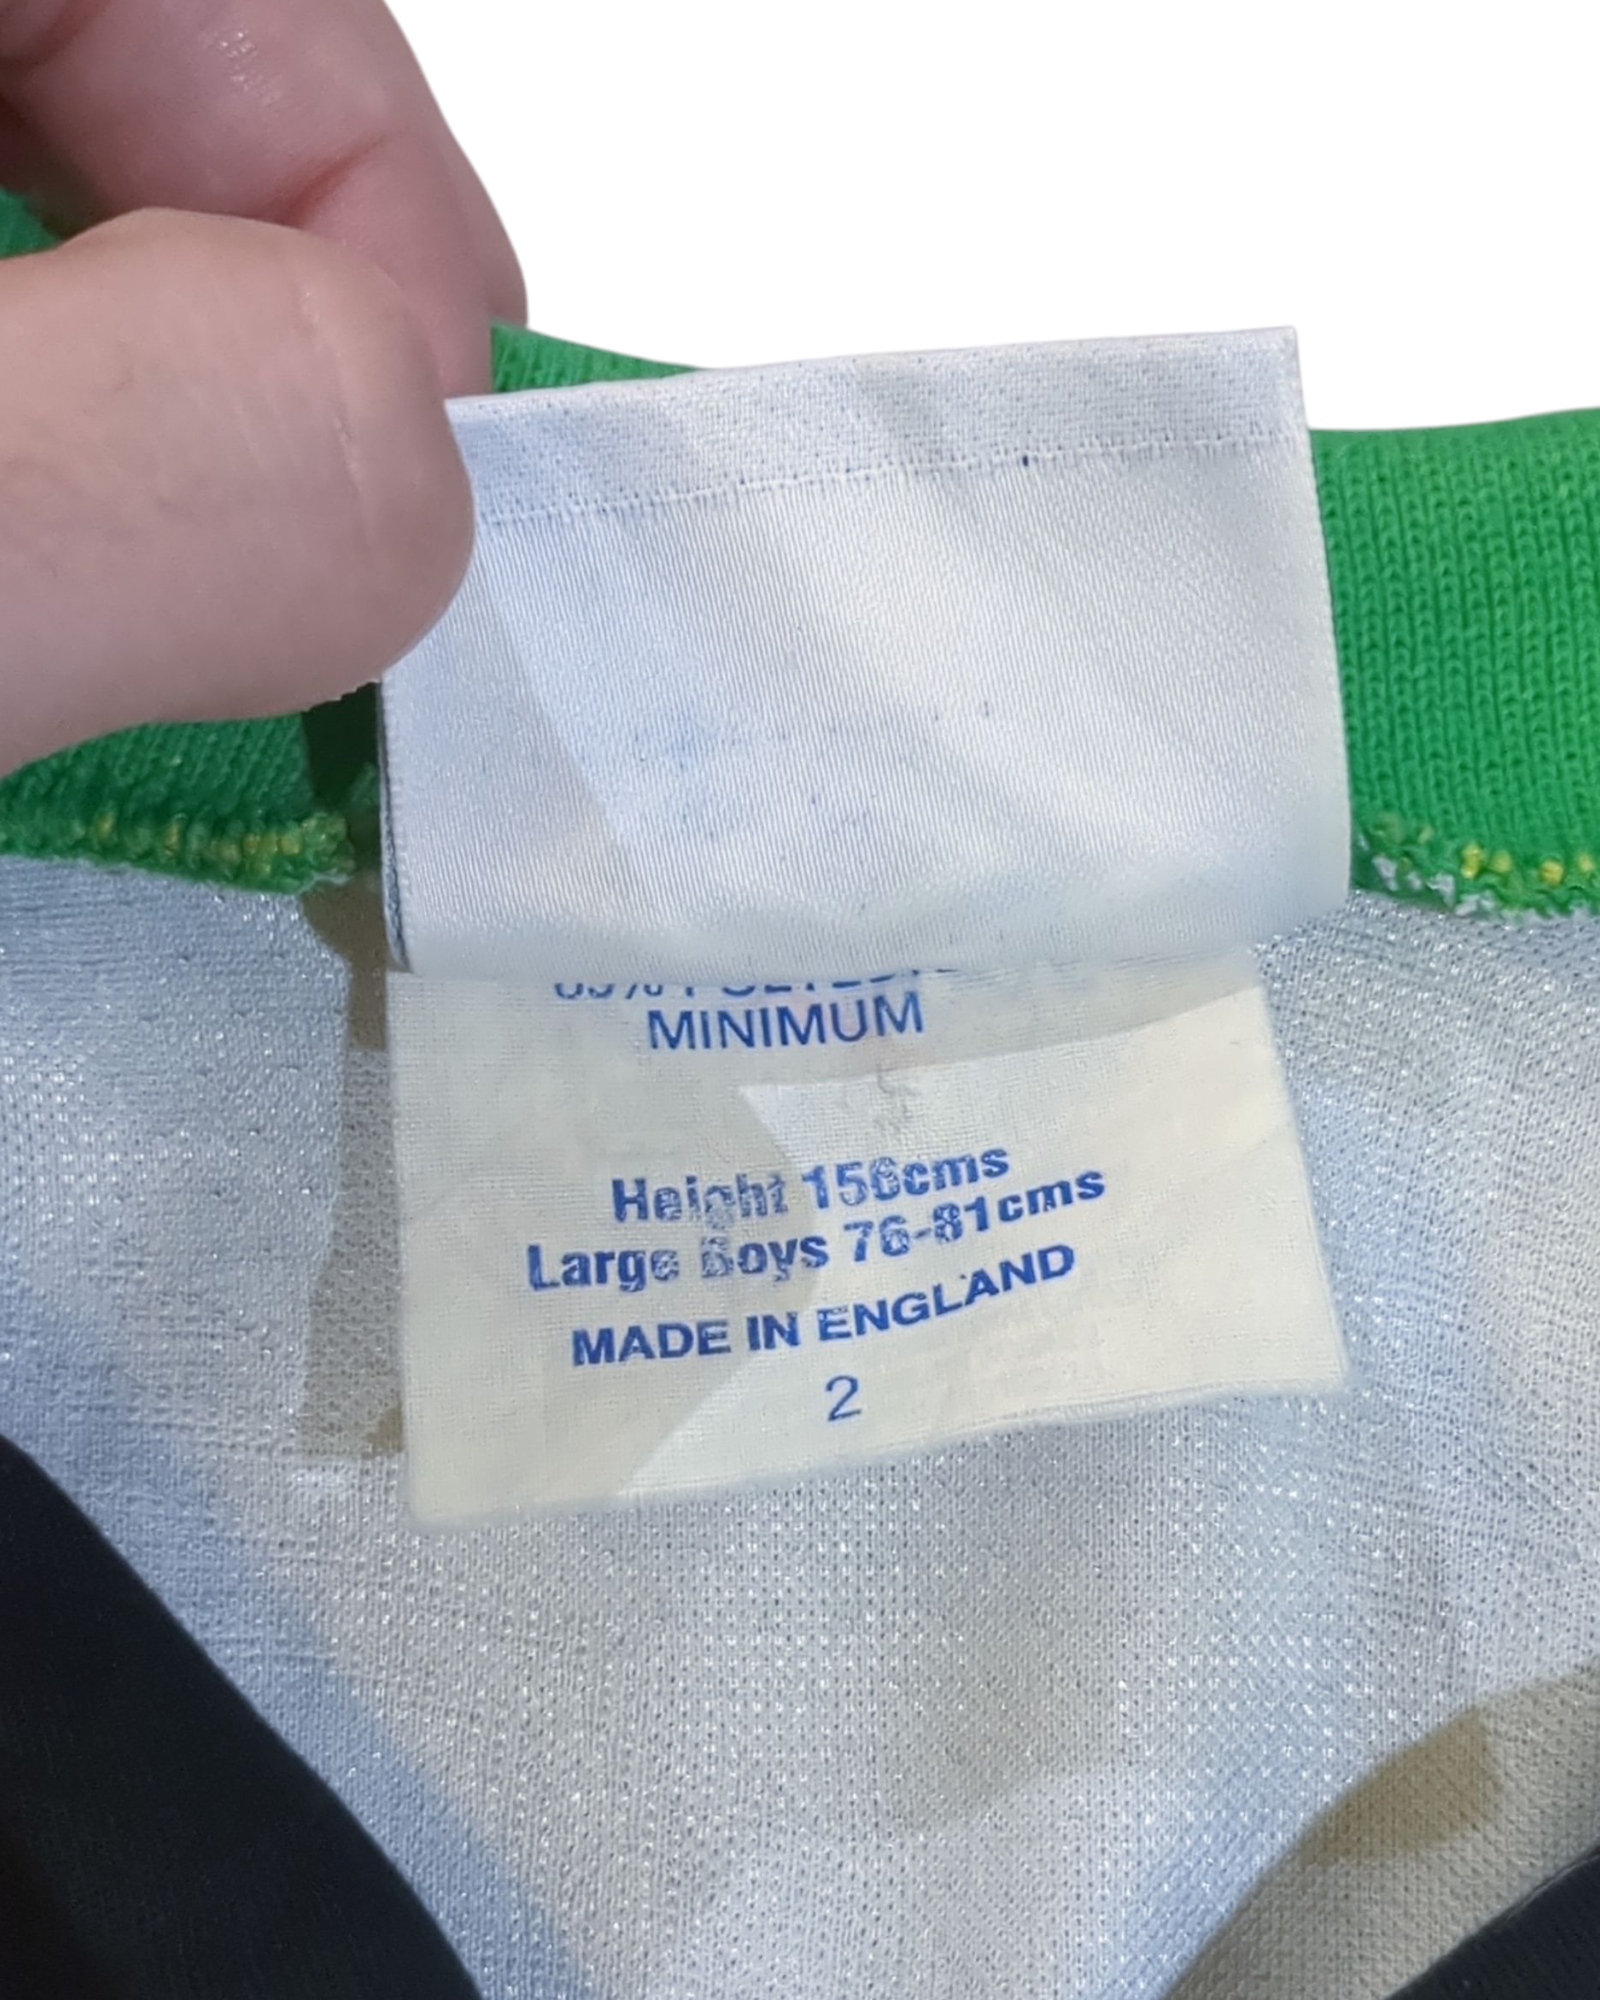 MINIMUM
Height 156cms
Large Boys 76-81cms
MADE IN ENGLAND
2